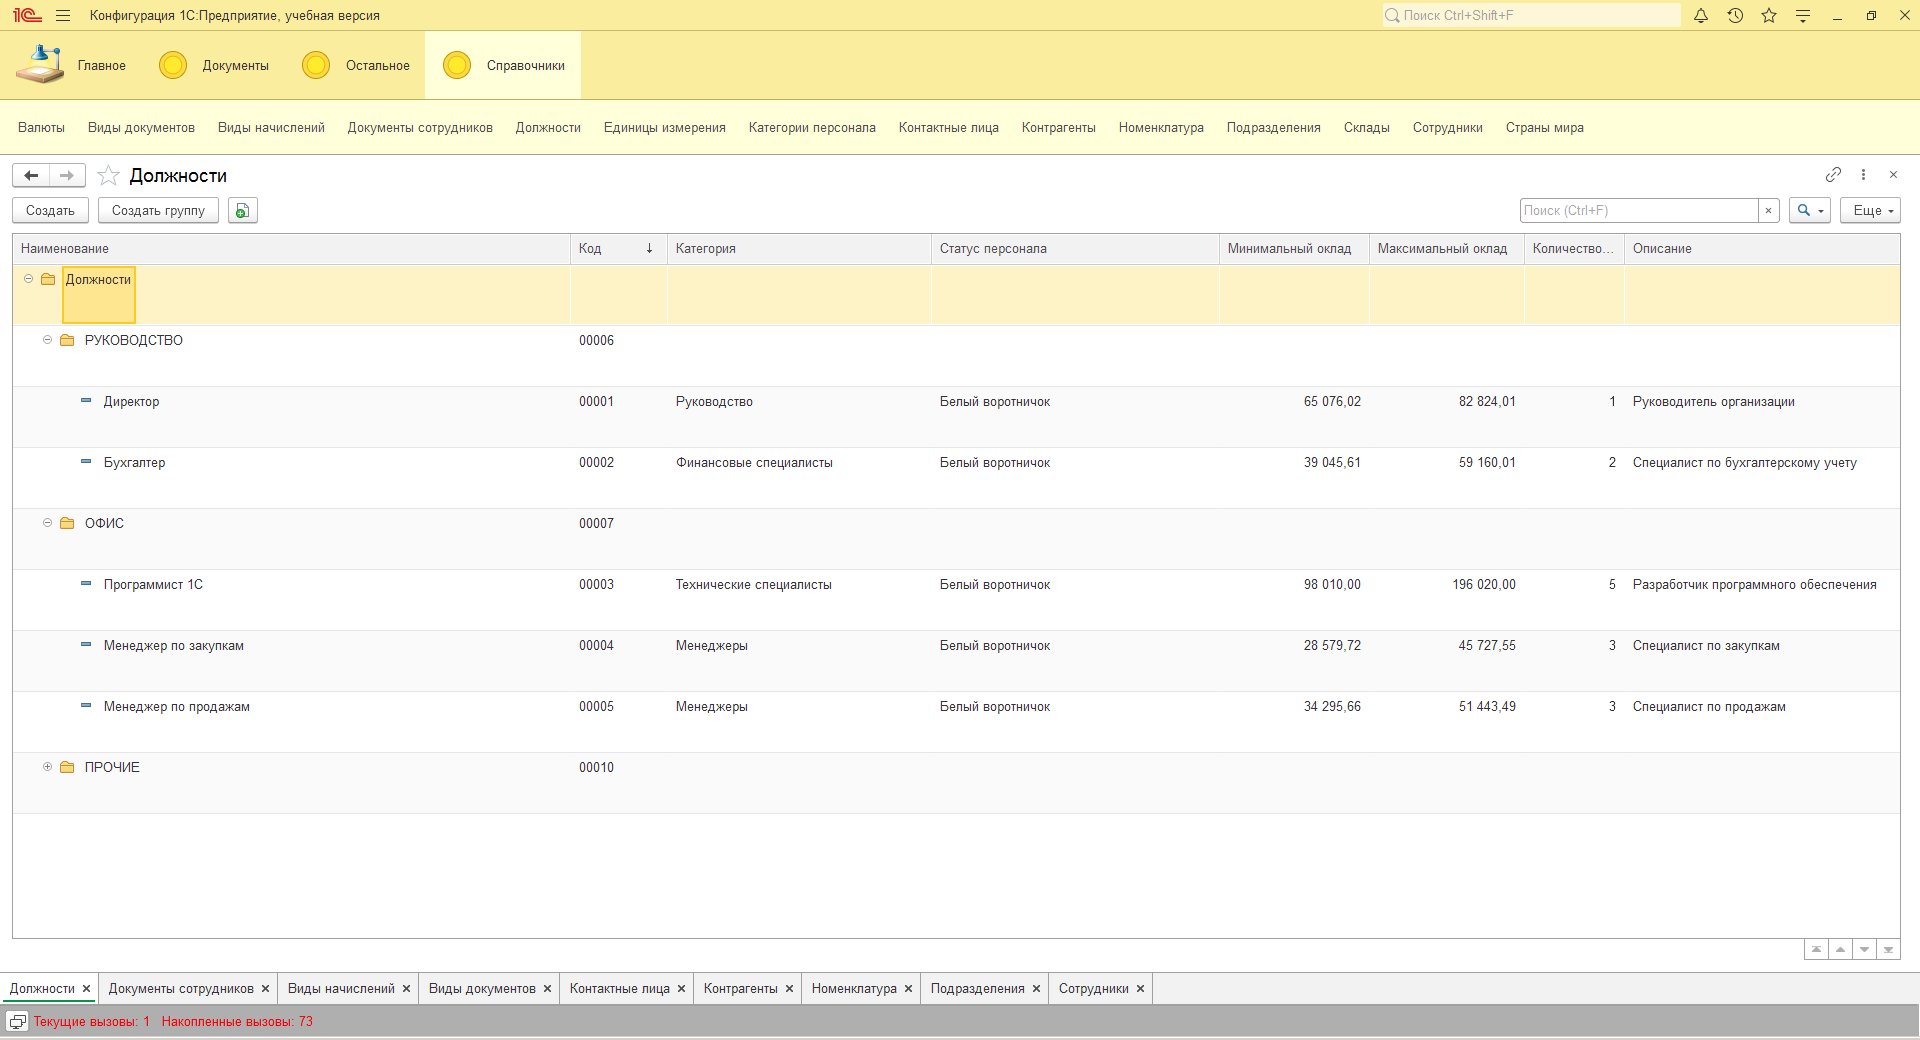 1С Конфигурация 1С:Предприятие, учебная версия Поиск Ctrl+Shift+F
Главное Документы Остальное Справочники
Валюты Виды документов Виды начислений Документы сотрудников Должности Единицы измерения Категории персонала Контактные лица Контрагенты Номенклатура Подразделения Склады Сотрудники Страны мира
Должности
Создать Создать группу Поиск (Ctrl+F) × Еще
Наименование Код ↓ Категория Статус персонала Минимальный оклад Максимальный оклад Количество... Описание
Должности
РУКОВОДСТВО 00006
Директор 00001 Руководство Белый воротничок 65 076,02 82 824,01 1 Руководитель организации
Бухгалтер 00002 Финансовые специалисты Белый воротничок 39 045,61 59 160,01 2 Специалист по бухгалтерскому учету
ОФИС 00007
Программист 1С 00003 Технические специалисты Белый воротничок 98 010,00 196 020,00 5 Разработчик программного обеспечения
Менеджер по закупкам 00004 Менеджеры Белый воротничок 28 579,72 45 727,55 3 Специалист по закупкам
Менеджер по продажам 00005 Менеджеры Белый воротничок 34 295,66 51 443,49 3 Специалист по продажам
ПРОЧИЕ 00010
Должности × Документы сотрудников × Виды начислений × Виды документов × Контактные лица × Контрагенты × Номенклатура × Подразделения × Сотрудники ×
Текущие вызовы: 1 Накопленные вызовы: 73